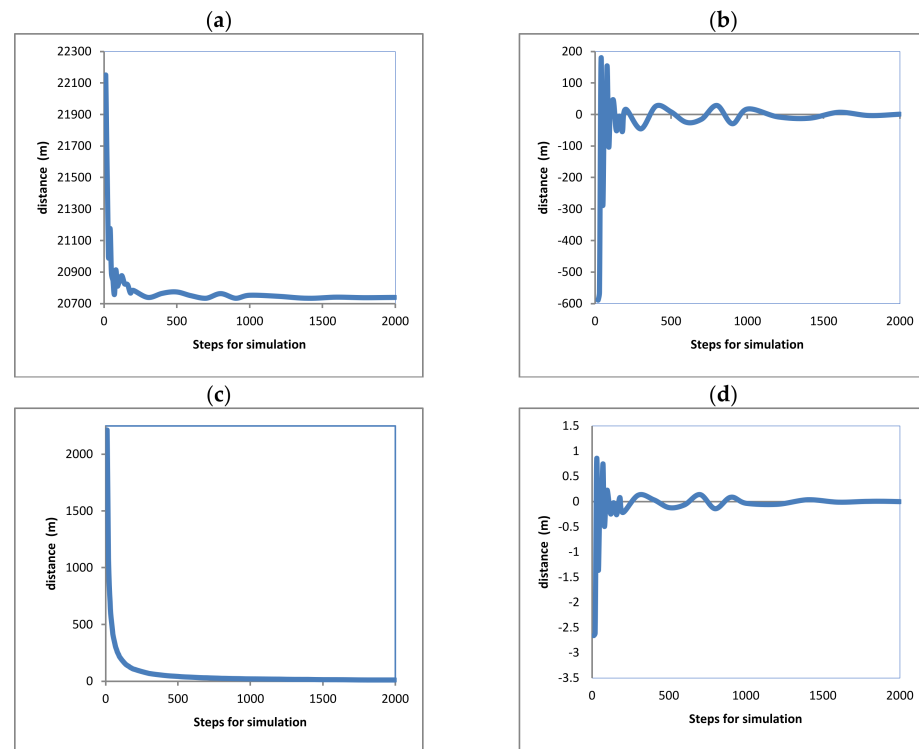 (a)
22300
22100
21900
21700
21500
21300
21100
20900
20700
0 500 1000 1500 2000
distance (m)
Steps for simulation
(b)
200
100
0
-100
-200
-300
-400
-500
-600
0 500 1000 1500 2000
distance (m)
Steps for simulation
(c)
2000
1500
1000
500
0
0 500 1000 1500 2000
distance (m)
Steps for simulation
(d)
1.5
1
0.5
0
-0.5
-1
-1.5
-2
-2.5
-3
-3.5
0 500 1000 1500 2000
distance (m)
Steps for simulation